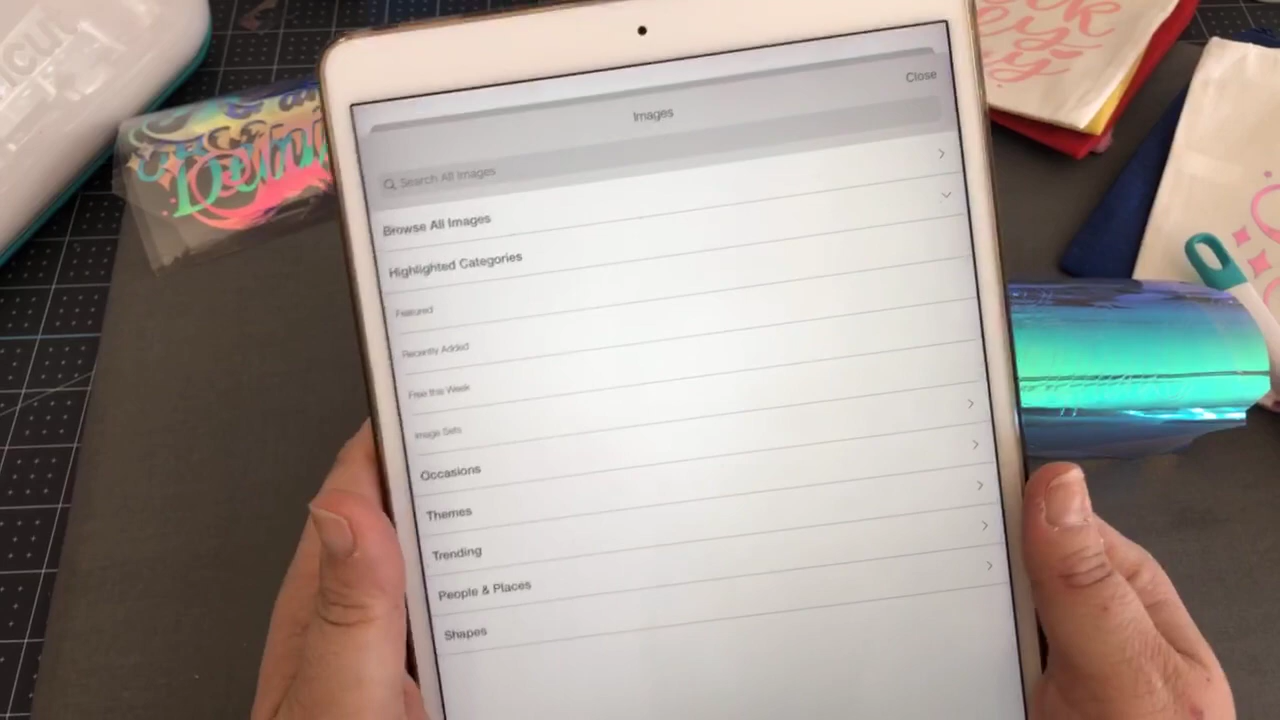 Close
Images
Search All Images
Browse All Images
Highlighted Categories
Featured
Recently Added
Free this Week
Image Sets
Occasions
Themes
Trending
People & Places
Shapes